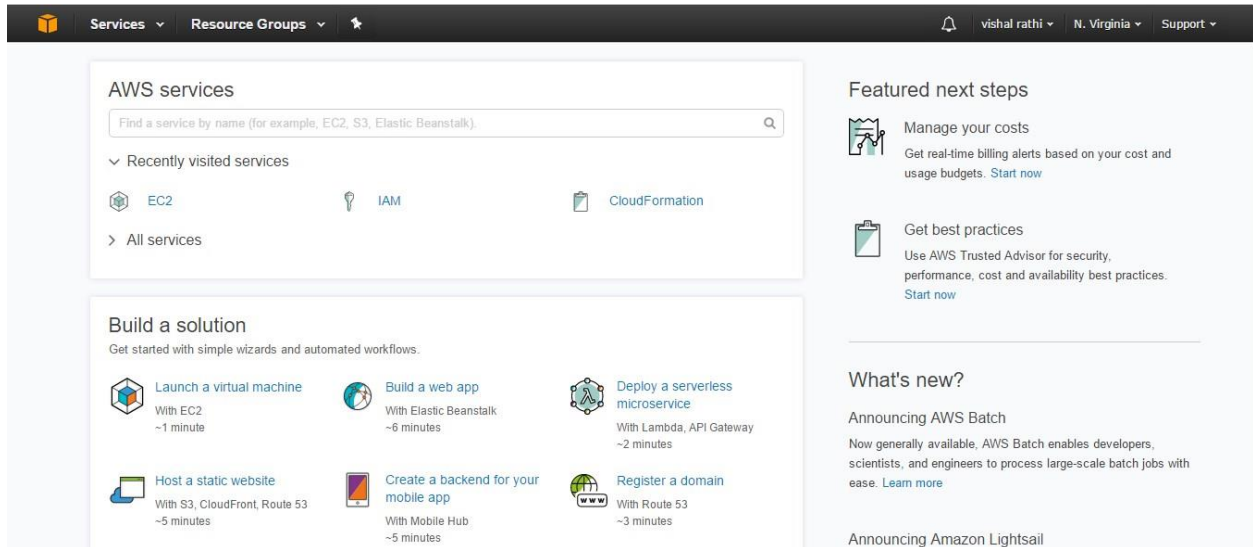 Services Resource Groups vishal rathi N. Virginia Support
AWS services
Find a service by name (for example, EC2, S3, Elastic Beanstalk).
Recently visited services
EC2 IAM CloudFormation
All services
Build a solution
Get started with simple wizards and automated workflows.
Launch a virtual machine
With EC2
~1 minute
Build a web app
With Elastic Beanstalk
~6 minutes
Deploy a serverless
microservice
With Lambda, API Gateway
~2 minutes
Host a static website
With S3, CloudFront, Route 53
~5 minutes
Create a backend for your
mobile app
With Mobile Hub
~5 minutes
www
Register a domain
With Route 53
~3 minutes
Featured next steps
Manage your costs
Get real-time billing alerts based on your cost and
usage budgets. Start now
Get best practices
Use AWS Trusted Advisor for security,
performance, cost and availability best practices.
Start now
What's new?
Announcing AWS Batch
Now generally available, AWS Batch enables developers,
scientists, and engineers to process large-scale batch jobs with
ease. Learn more
Announcing Amazon Lightsail